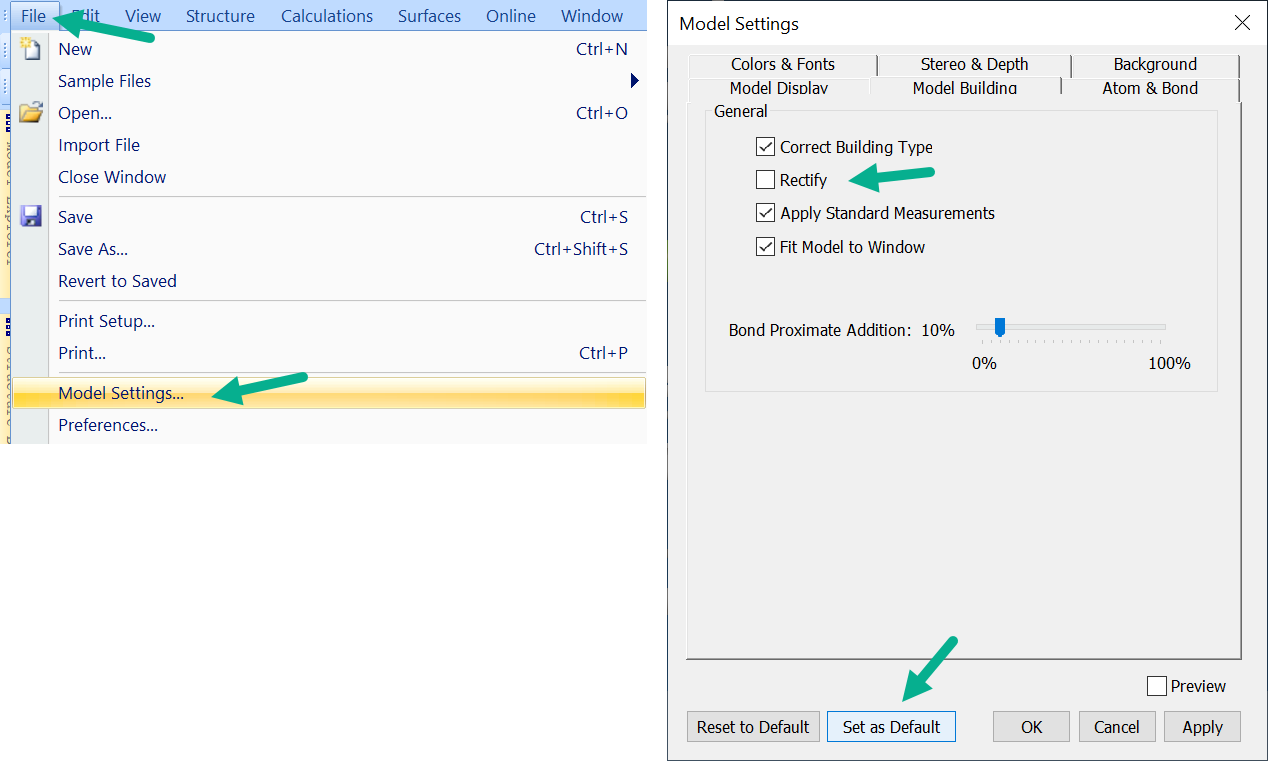 File Edit View Structure Calculations Surfaces Online Window
New Ctrl+N
Sample Files
Open... Ctrl+O
Import File
Close Window
Save Ctrl+S
Save As... Ctrl+Shift+S
Revert to Saved
Print Setup...
Print... Ctrl+P
Model Settings...
Preferences...
Model Settings
Colors & Fonts Stereo & Depth Background
Model Display Model Building Atom & Bond
General
Correct Building Type
Rectify
Apply Standard Measurements
Fit Model to Window
Bond Proximate Addition: 10%
0% 100%
Preview
Reset to Default Set as Default OK Cancel Apply